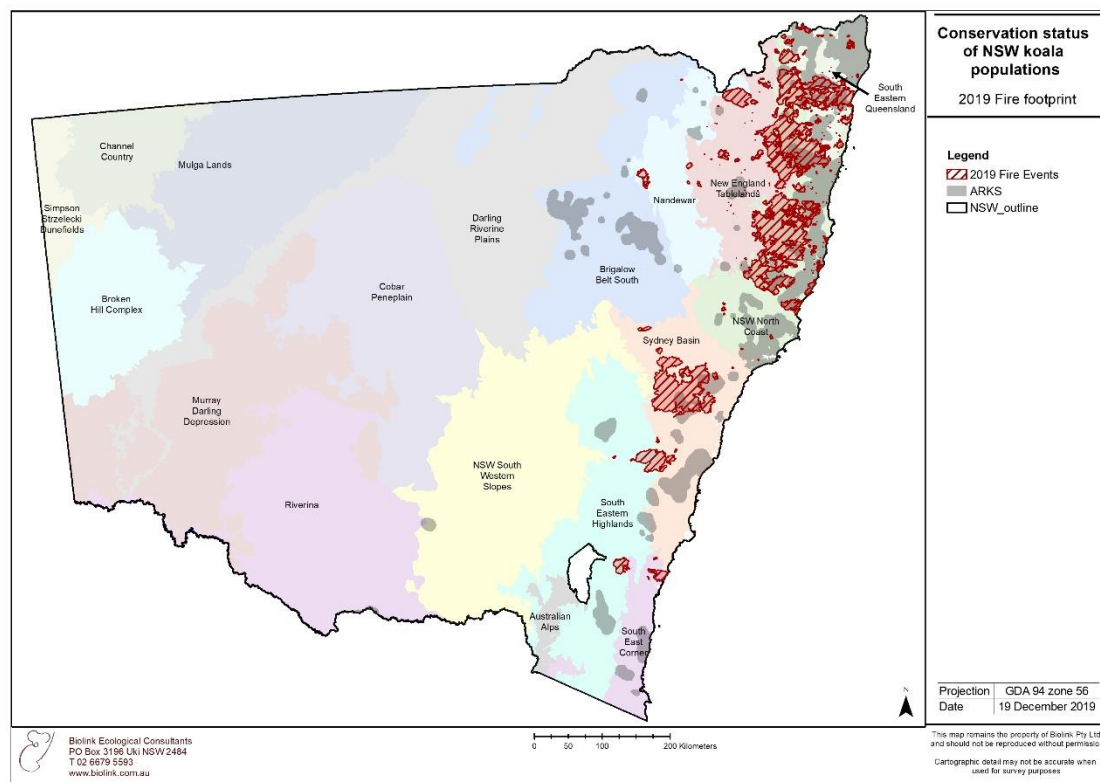 Conservation status
of NSW koala
populations
2019 Fire footprint
Legend
2019 Fire Events
ARKS
NSW_outline
South
Eastern
Queensland
Channel
Country
Mulga Lands
Simpson
Strzelecki
Dunefields
Broken
Hill Complex
Darling
Riverine
Plains
Cobar
Peneplain
Brigalow
Belt South
Nandewar
New England
Tablelands
NSW North
Coast
Sydney Basin
Murray
Darling
Depression
Riverina
NSW South
Western
Slopes
South
Eastern
Highlands
Australian
Alps
South
East
Corner
N
Projection GDA 94 zone 56
Date 19 December 2019
Biolink Ecological Consultants
PO Box 3196 Uki NSW 2484
T 02 6679 5593
www.biolink.com.au
0 50 100 200 Kilometers
This map remains the property of Biolink Pty Ltd
and should not be reproduced without permissio
Cartographic detail may not be accurate when
used for survey purposes